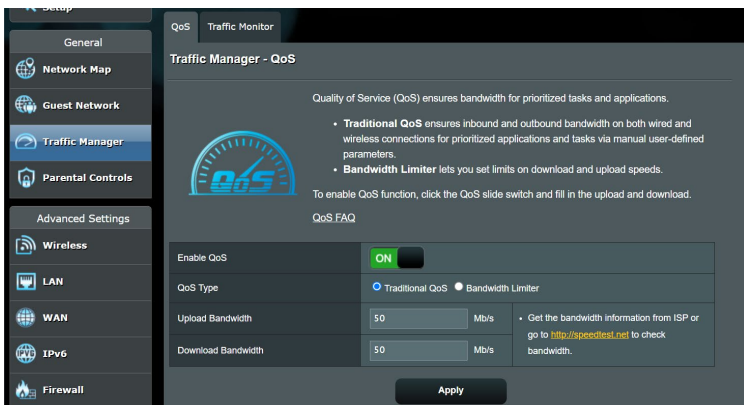 Setup
General
Network Map
Guest Network
Traffic Manager
Parental Controls
Advanced Settings
Wireless
LAN
WAN
IPv6
Firewall
QoS
Traffic Monitor
Traffic Manager - QoS
QoS
Quality of Service (QoS) ensures bandwidth for prioritized tasks and applications.
• Traditional QoS ensures inbound and outbound bandwidth on both wired and
wireless connections for prioritized applications and tasks via manual user-defined
parameters.
• Bandwidth Limiter lets you set limits on download and upload speeds.
To enable QoS function, click the QoS slide switch and fill in the upload and download.
QoS FAQ
Enable QoS
ON
QoS Type
Traditional QoS Bandwidth Limiter
Upload Bandwidth
50 Mb/s
Download Bandwidth
50 Mb/s
• Get the bandwidth information from ISP or
go to http://speedtest.net to check
bandwidth.
Apply